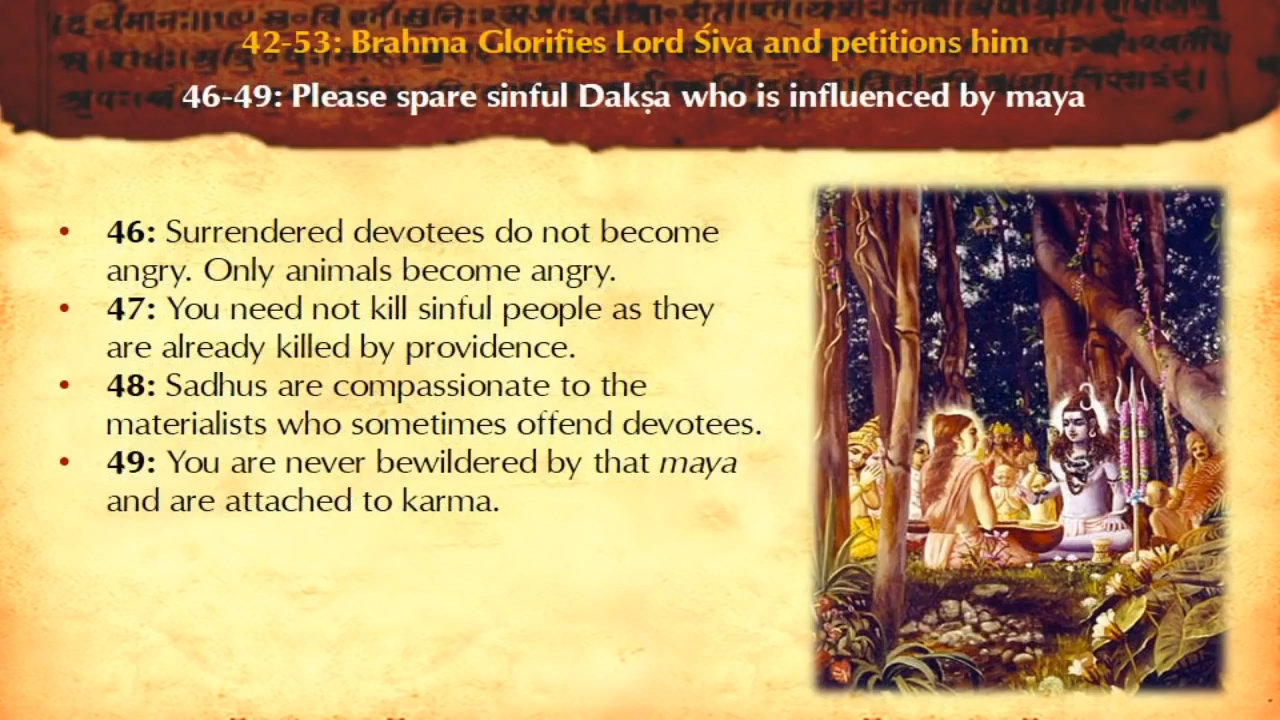 42-53: Brahma Glorifies Lord Śiva and petitions him
46-49: Please spare sinful Dakṣa who is influenced by maya
• 46: Surrendered devotees do not become
angry. Only animals become angry.
• 47: You need not kill sinful people as they
are already killed by providence.
• 48: Sadhus are compassionate to the
materialists who sometimes offend devotees.
• 49: You are never bewildered by that maya
and are attached to karma.